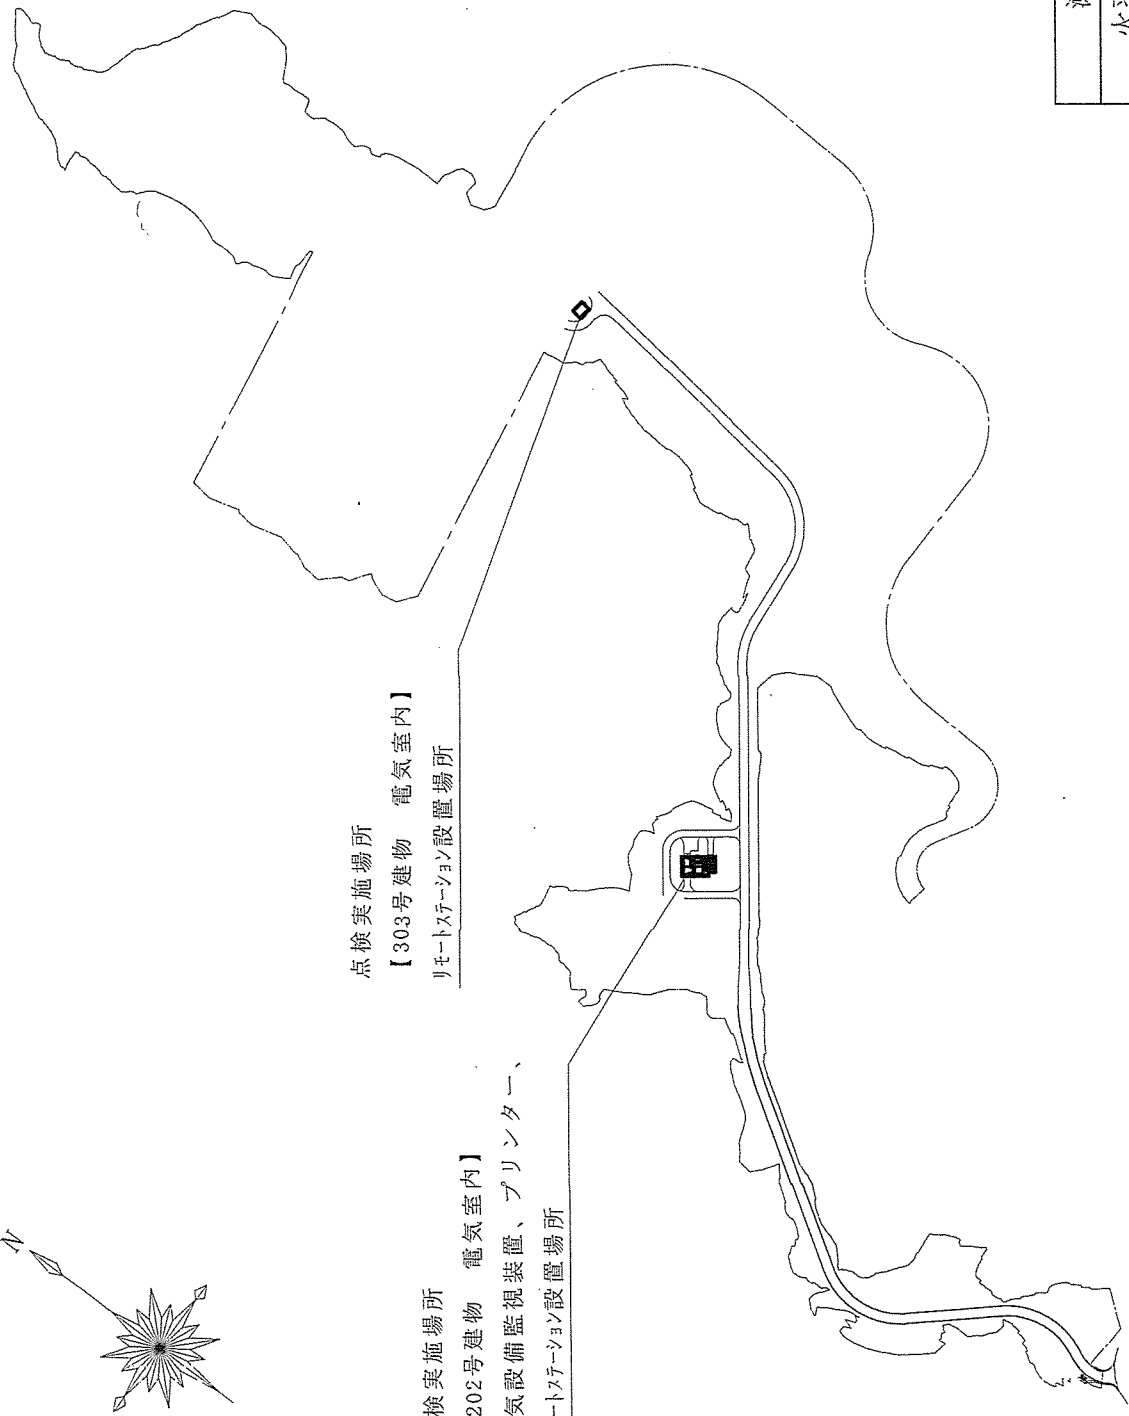 N
点検実施場所
【303号建物 電気室内】
リモートステーション設置場所
検実施場所
202号建物 電気室内】
気設備監視装置、プリンター、
ートステーション設置場所